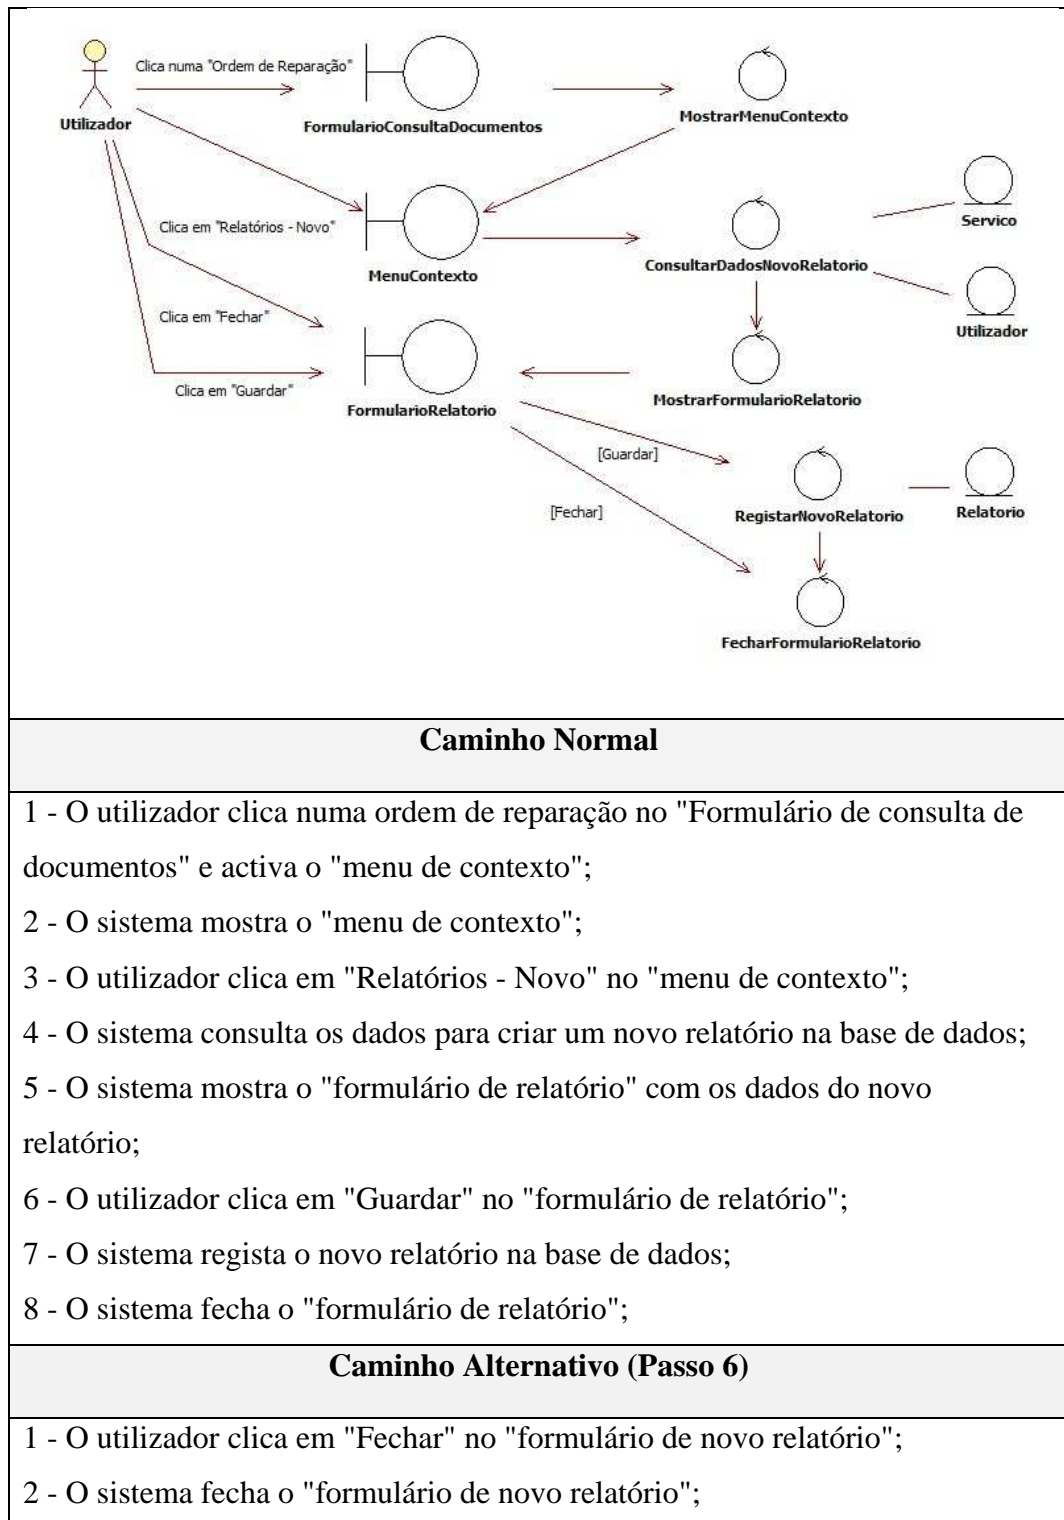 Clica numa "Ordem de Reparação"
Utilizador
FormularioConsultaDocumentos
MostrarMenuContexto
Clica em "Relatórios - Novo"
MenuContexto
ConsultarDadosNovoRelatorio
Servico
Utilizador
Clica em "Fechar"
Clica em "Guardar"
FormularioRelatorio
MostrarFormularioRelatorio
[Guardar]
[Fechar]
RegistarNovoRelatorio
Relatorio
FecharFormularioRelatorio
Caminho Normal
1 - O utilizador clica numa ordem de reparação no "Formulário de consulta de
documentos" e activa o "menu de contexto";
2 - O sistema mostra o "menu de contexto";
3 - O utilizador clica em "Relatórios - Novo" no "menu de contexto";
4 - O sistema consulta os dados para criar um novo relatório na base de dados;
5 - O sistema mostra o "formulário de relatório" com os dados do novo
relatório;
6 - O utilizador clica em "Guardar" no "formulário de relatório";
7 - O sistema regista o novo relatório na base de dados;
8 - O sistema fecha o "formulário de relatório";
Caminho Alternativo (Passo 6)
1 - O utilizador clica em "Fechar" no "formulário de novo relatório";
2 - O sistema fecha o "formulário de novo relatório";